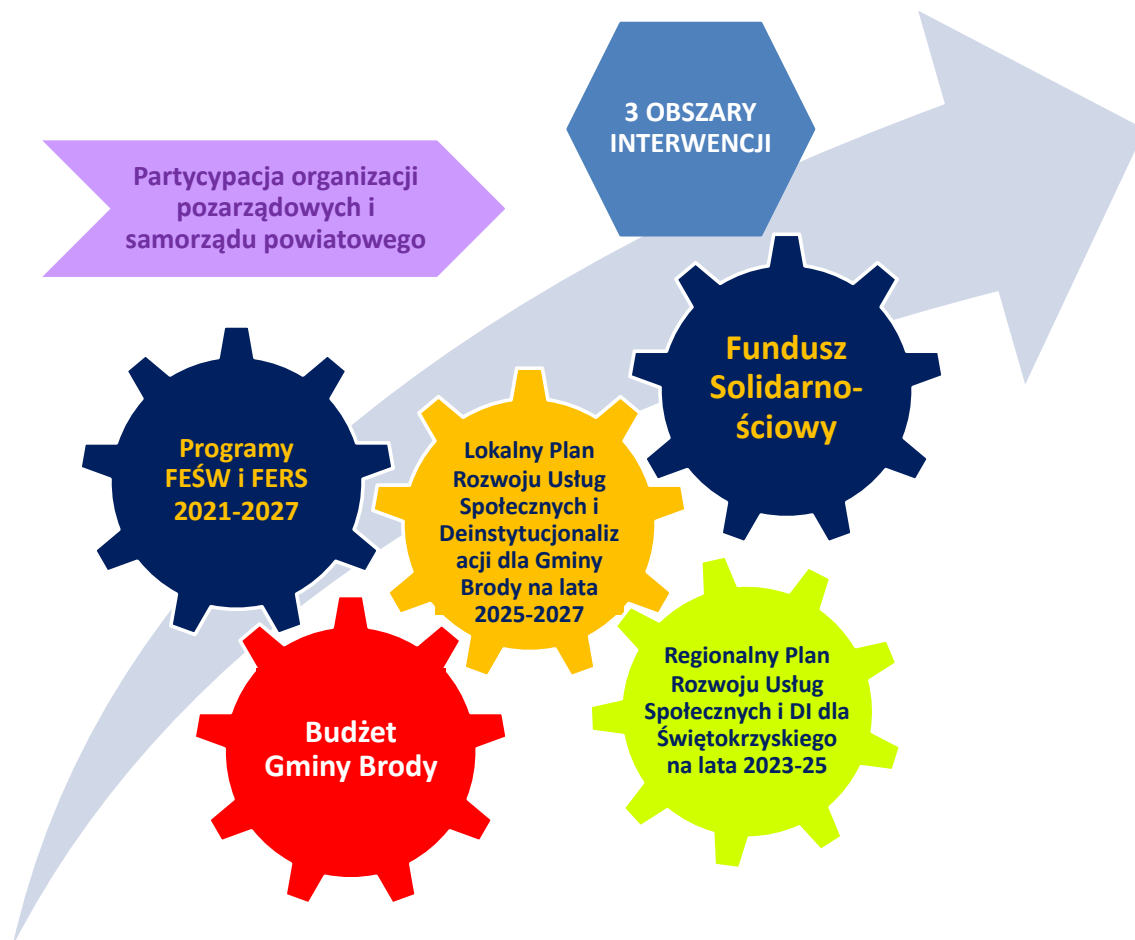 3 OBSZARY
INTERWENCJI
Partycypacja organizacji
pozarządowych i
samorządu powiatowego
Fundusz
Solidarno-
ściowy
Programy
FEŚW i FERS
2021-2027
Lokalny Plan
Rozwoju Usług
Społecznych i
Deinstytucjonaliz
acji dla Gminy
Brody na lata
2025-2027
Regionalny Plan
Rozwoju Usług
Społecznych i DI dla
Świętokrzyskiego
na lata 2023-25
Budżet
Gminy Brody